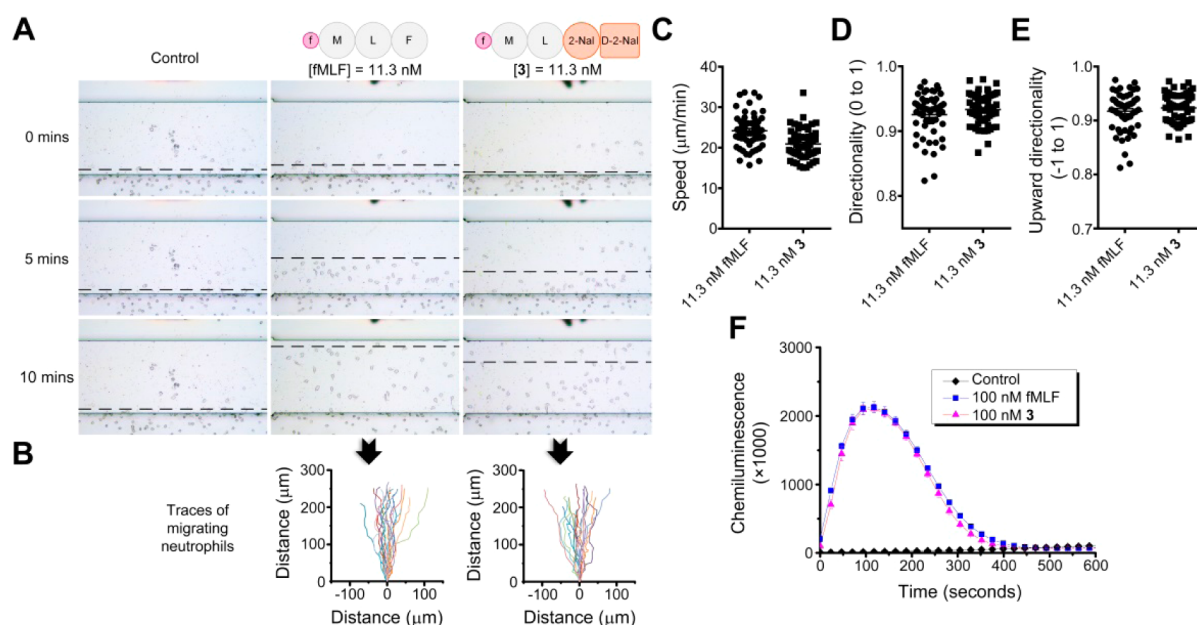 A
Control
f M L F
[fMLF] = 11.3 nM
f M L 2-Nal D-2-Nal
[3] = 11.3 nM
0 mins
5 mins
10 mins
B
Traces of
migrating
neutrophils
Distance (μm)
300
200
100
0
-100 0 100
Distance (μm)
Distance (μm)
300
200
100
0
-100 0 100
Distance (μm)
C
Speed (μm/min)
40
30
20
10
0
11.3 nM fMLF
11.3 nM 3
D
Directionality (0 to 1)
1.0
0.9
0.8
11.3 nM fMLF
11.3 nM 3
E
Upward directionality
(-1 to 1)
1.0
0.9
0.8
0.7
11.3 nM fMLF
11.3 nM 3
F
Chemiluminescence
(×1000)
3000
2000
1000
0
Control
100 nM fMLF
100 nM 3
0 100 200 300 400 500 600
Time (seconds)